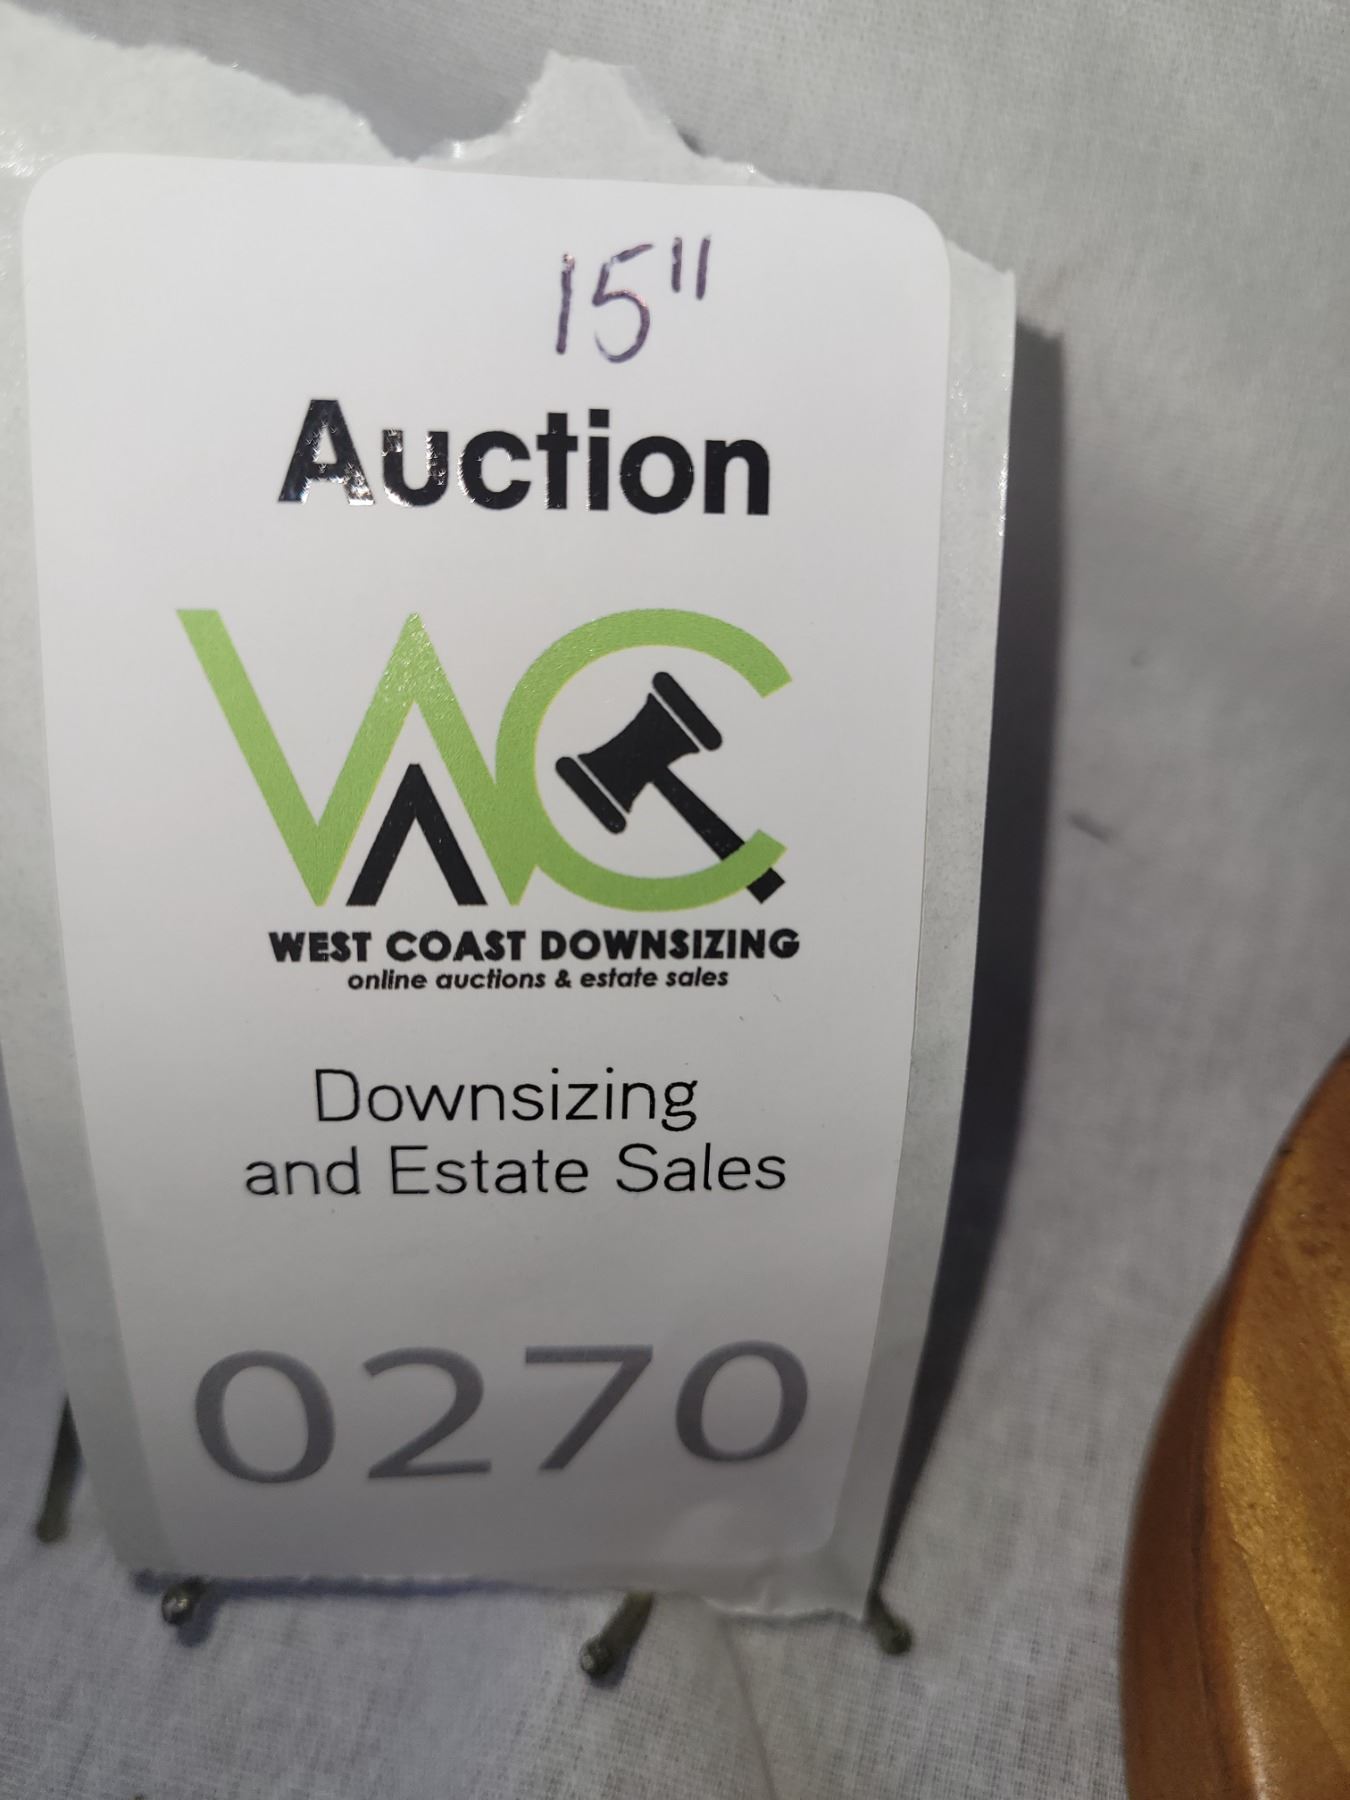 15"
Auction
WC
WEST COAST DOWNSIZING
online auctions & estate sales
Downsizing
and Estate Sales
0270